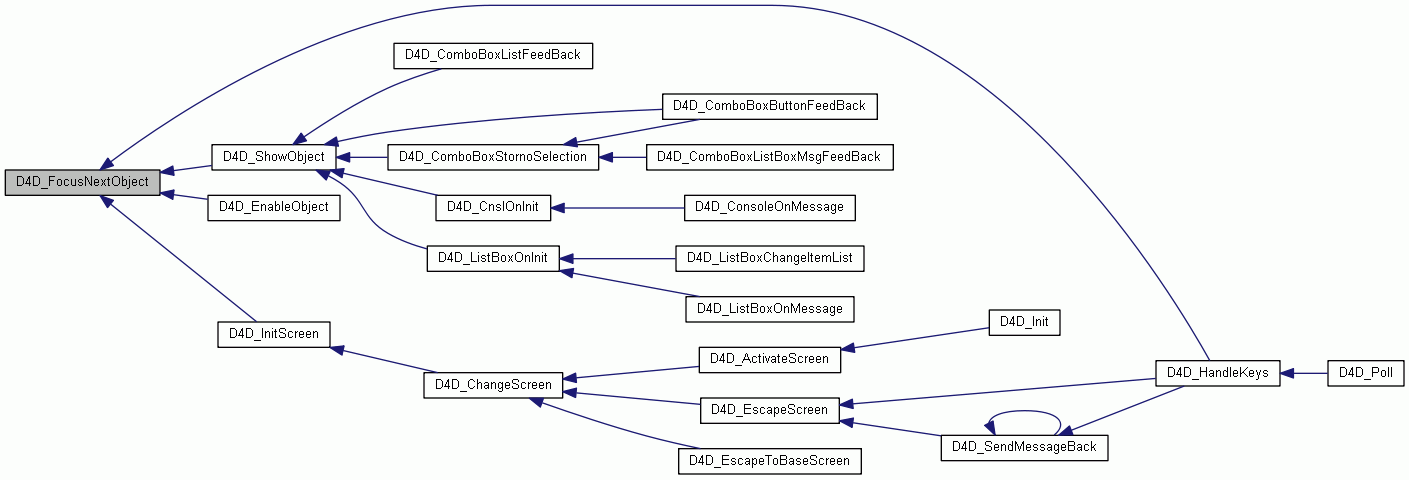 D4D_ComboBoxListFeedBack
D4D_ComboBoxButtonFeedBack
D4D_ShowObject
D4D_ComboBoxStornoSelection
D4D_ComboBoxListBoxMsgFeedBack
D4D_FocusNextObject
D4D_EnableObject
D4D_CnslOnInit
D4D_ConsoleOnMessage
D4D_ListBoxOnInit
D4D_ListBoxChangeItemList
D4D_ListBoxOnMessage
D4D_InitScreen
D4D_Init
D4D_ActivateScreen
D4D_HandleKeys
D4D_Poll
D4D_ChangeScreen
D4D_EscapeScreen
D4D_SendMessageBack
D4D_EscapeToBaseScreen